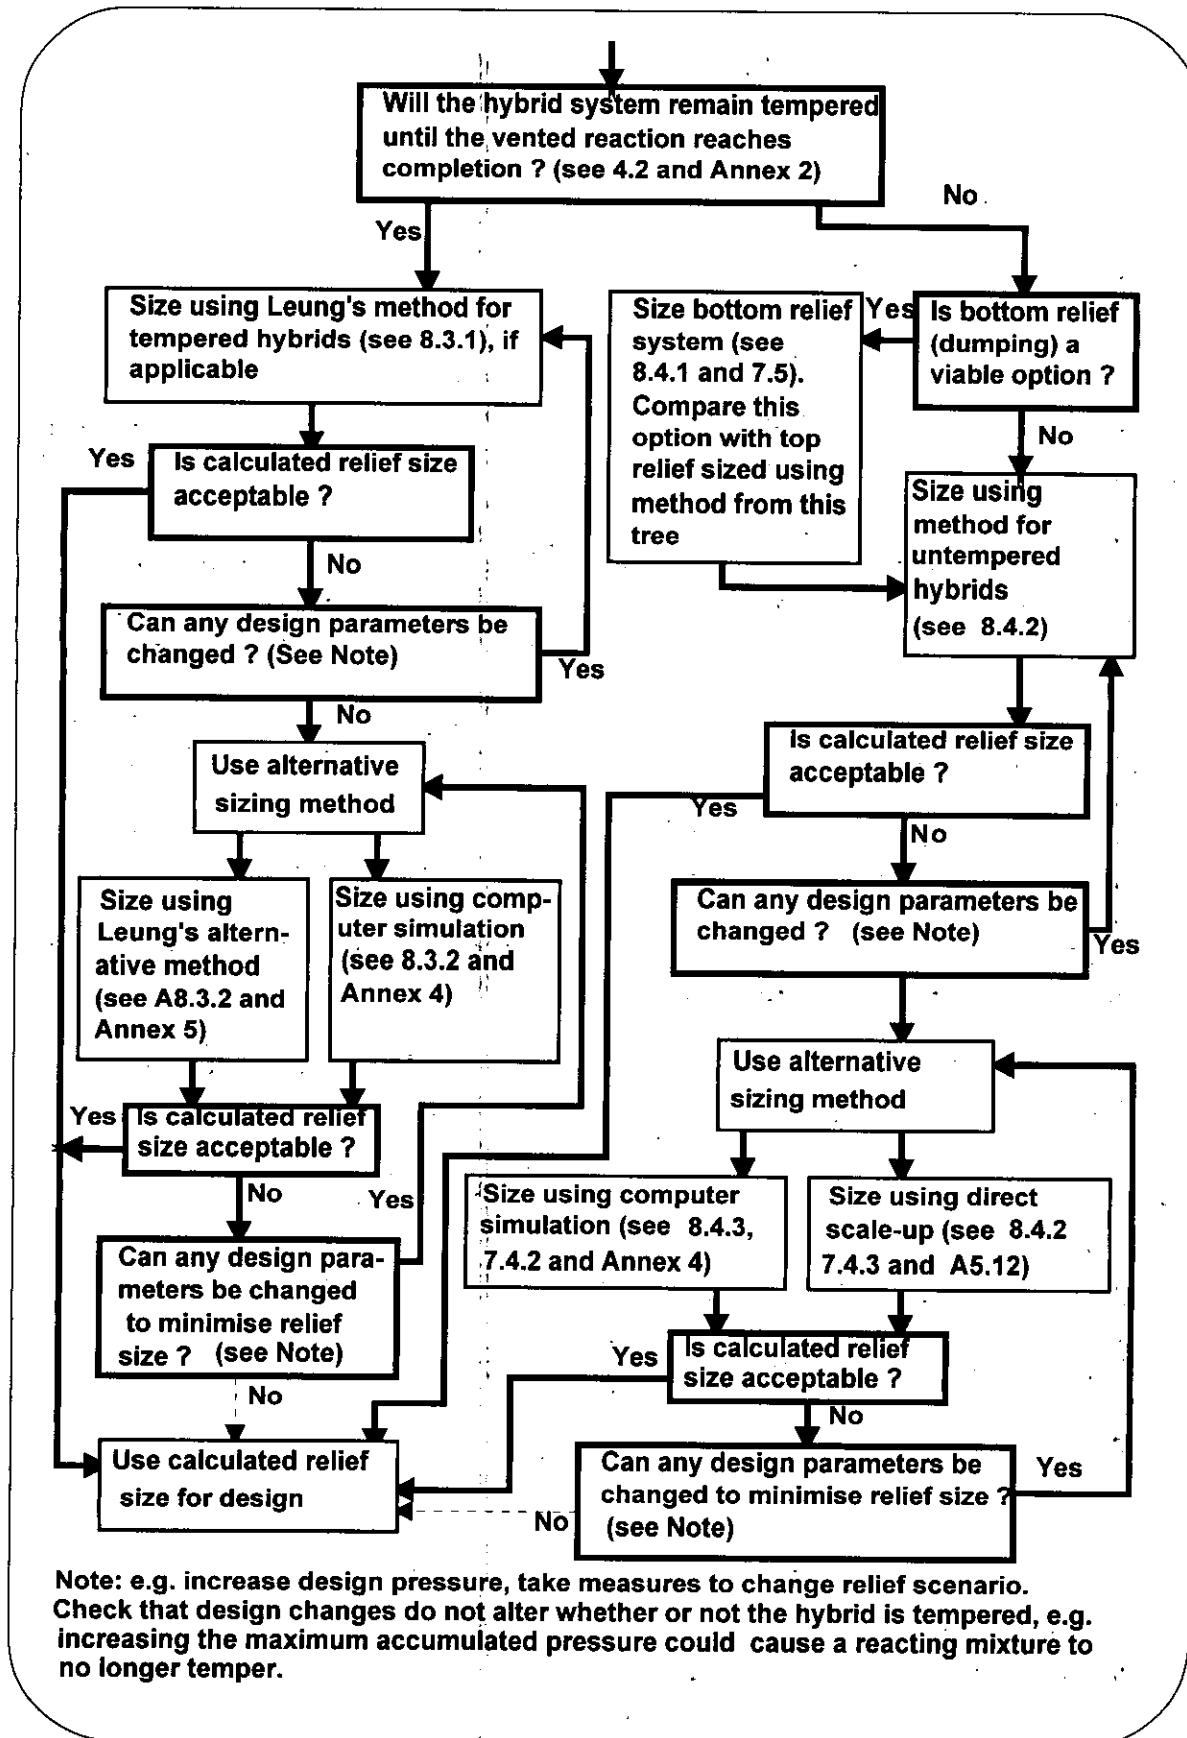 Will the hybrid system remain tempered
until the vented reaction reaches
completion ? (see 4.2 and Annex 2)
No
Yes
Size using Leung's method for
tempered hybrids (see 8.3.1), if
applicable
Size bottom relief
system (see
8.4.1 and 7.5).
Compare this
option with top
relief sized using
method from this
tree
Yes
Is bottom relief
(dumping) a
viable option ?
No
Yes
Is calculated relief size
acceptable ?
No
Size using
method for
untempered
hybrids
(see 8.4.2)
Can any design parameters be
changed ? (See Note)
Yes
No
Use alternative
sizing method
Is calculated relief size
acceptable ?
Yes
No
Size using
Leung's altern-
ative method
(see A8.3.2 and
Annex 5)
Size using comp-
uter simulation
(see 8.3.2 and
Annex 4)
Can any design parameters be
changed ? (see Note)
Yes
Use alternative
sizing method
Yes
Is calculated relief
size acceptable ?
No
Yes
Size using computer
simulation (see 8.4.3,
7.4.2 and Annex 4)
Size using direct
scale-up (see 8.4.2
7.4.3 and A5.12)
Can any design para-
meters be changed
to minimise relief
size ? (see Note)
No
Yes
Is calculated relief
size acceptable ?
No
Use calculated relief
size for design
Can any design parameters be
changed to minimise relief size ?
(see Note)
Yes
No
Note: e.g. increase design pressure, take measures to change relief scenario.
Check that design changes do not alter whether or not the hybrid is tempered, e.g.
increasing the maximum accumulated pressure could cause a reacting mixture to
no longer temper.